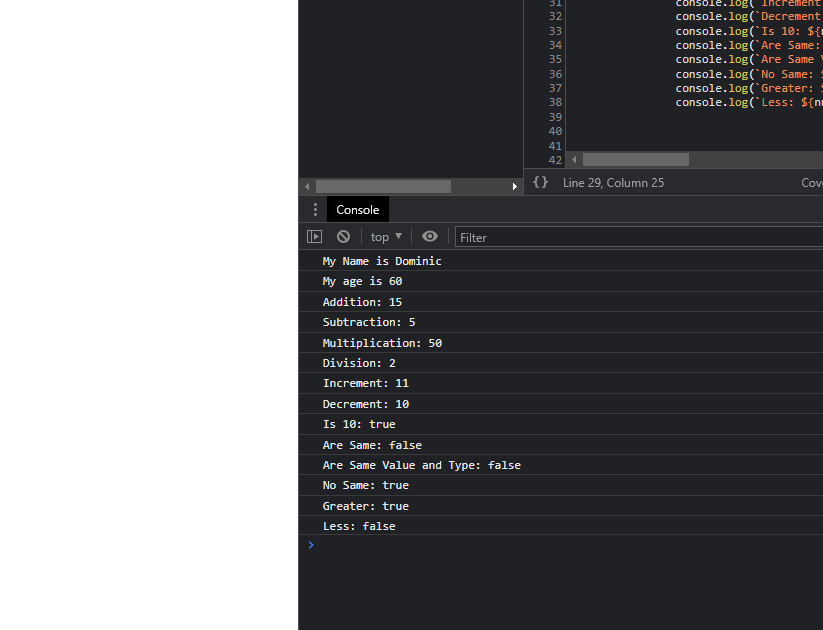 31 console.log(`Increment
32 console.log(`Decrement
33 console.log(`Is 10: ${n
34 console.log(`Are Same:
35 console.log(`Are Same
36 console.log(`No Same:
37 console.log(`Greater:
38 console.log(`Less: ${nu
39
40
41
42
{} Line 29, Column 25 Cov
Console
top Filter
My Name is Dominic
My age is 60
Addition: 15
Subtraction: 5
Multiplication: 50
Division: 2
Increment: 11
Decrement: 10
Is 10: true
Are Same: false
Are Same Value and Type: false
No Same: true
Greater: true
Less: false
>